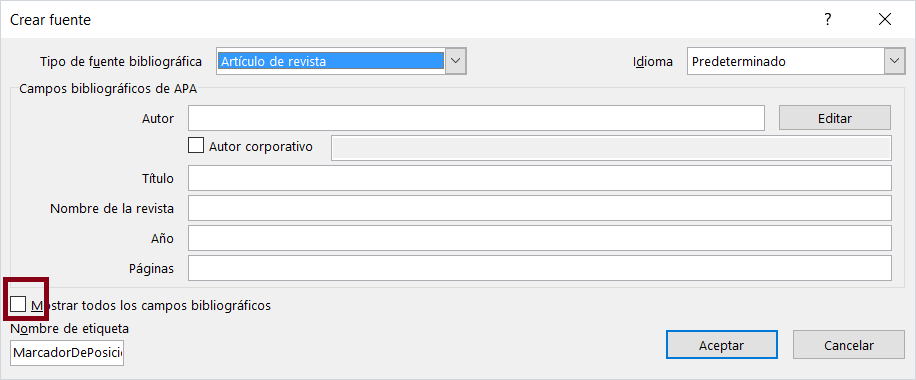 Crear fuente ?
Tipo de fuente bibliográfica Artículo de revista Idioma Predeterminado
Campos bibliográficos de APA
Autor Editar
Autor corporativo
Título
Nombre de la revista
Año
Páginas
Mostrar todos los campos bibliográficos
Nombre de etiqueta
MarcadorDePosici Aceptar Cancelar